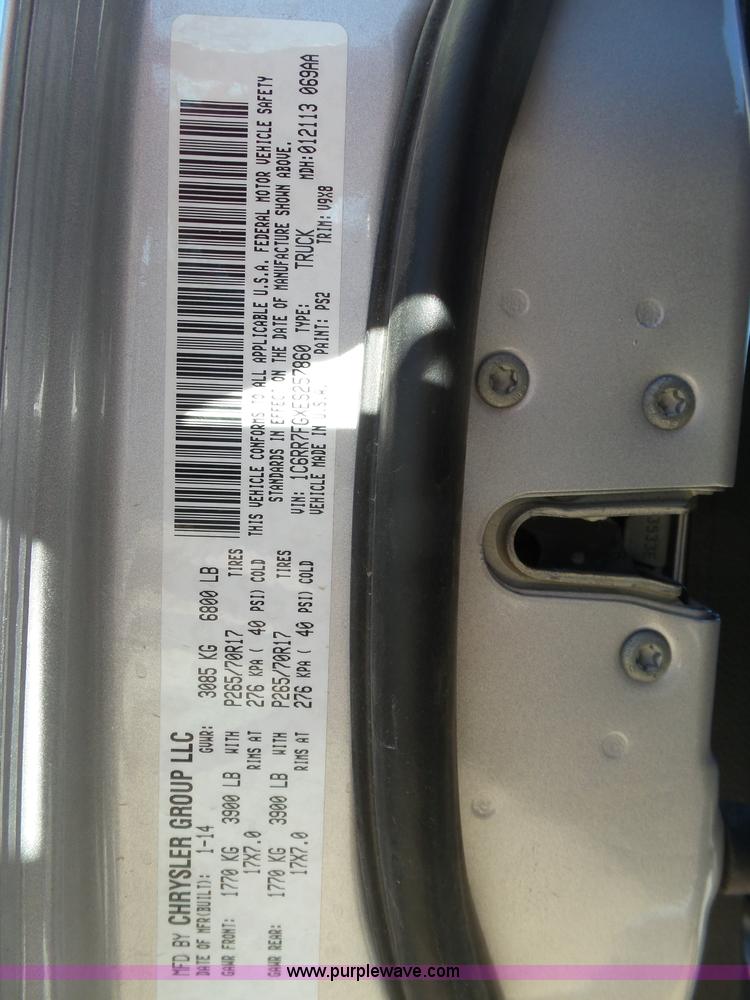 MFD BY CHRYSLER GROUP LLC
DATE OF MFR(BUILT): 1-14 GVWR: 3085 KG 6800 LB
GAWR FRONT: 1770 KG 3900 LB WITH P265/70R17 TIRES
17X7.0 RIMS AT 276 KPA ( 40 PSI) COLD
GAWR REAR: 1770 KG 3900 LB WITH P265/70R17 TIRES
17X7.0 RIMS AT 276 KPA ( 40 PSI) COLD
THIS VEHICLE CONFORMS TO ALL APPLICABLE U.S.A. FEDERAL MOTOR VEHICLE SAFETY
STANDARDS IN EFFECT ON THE DATE OF MANUFACTURE SHOWN ABOVE.
VIN: 1C6RR7FGXES257860 TYPE: TRUCK MDH:012113 069AA
VEHICLE MADE IN U.S.A. PAINT: PS2 TRIM: V9X8
www.purplewave.com